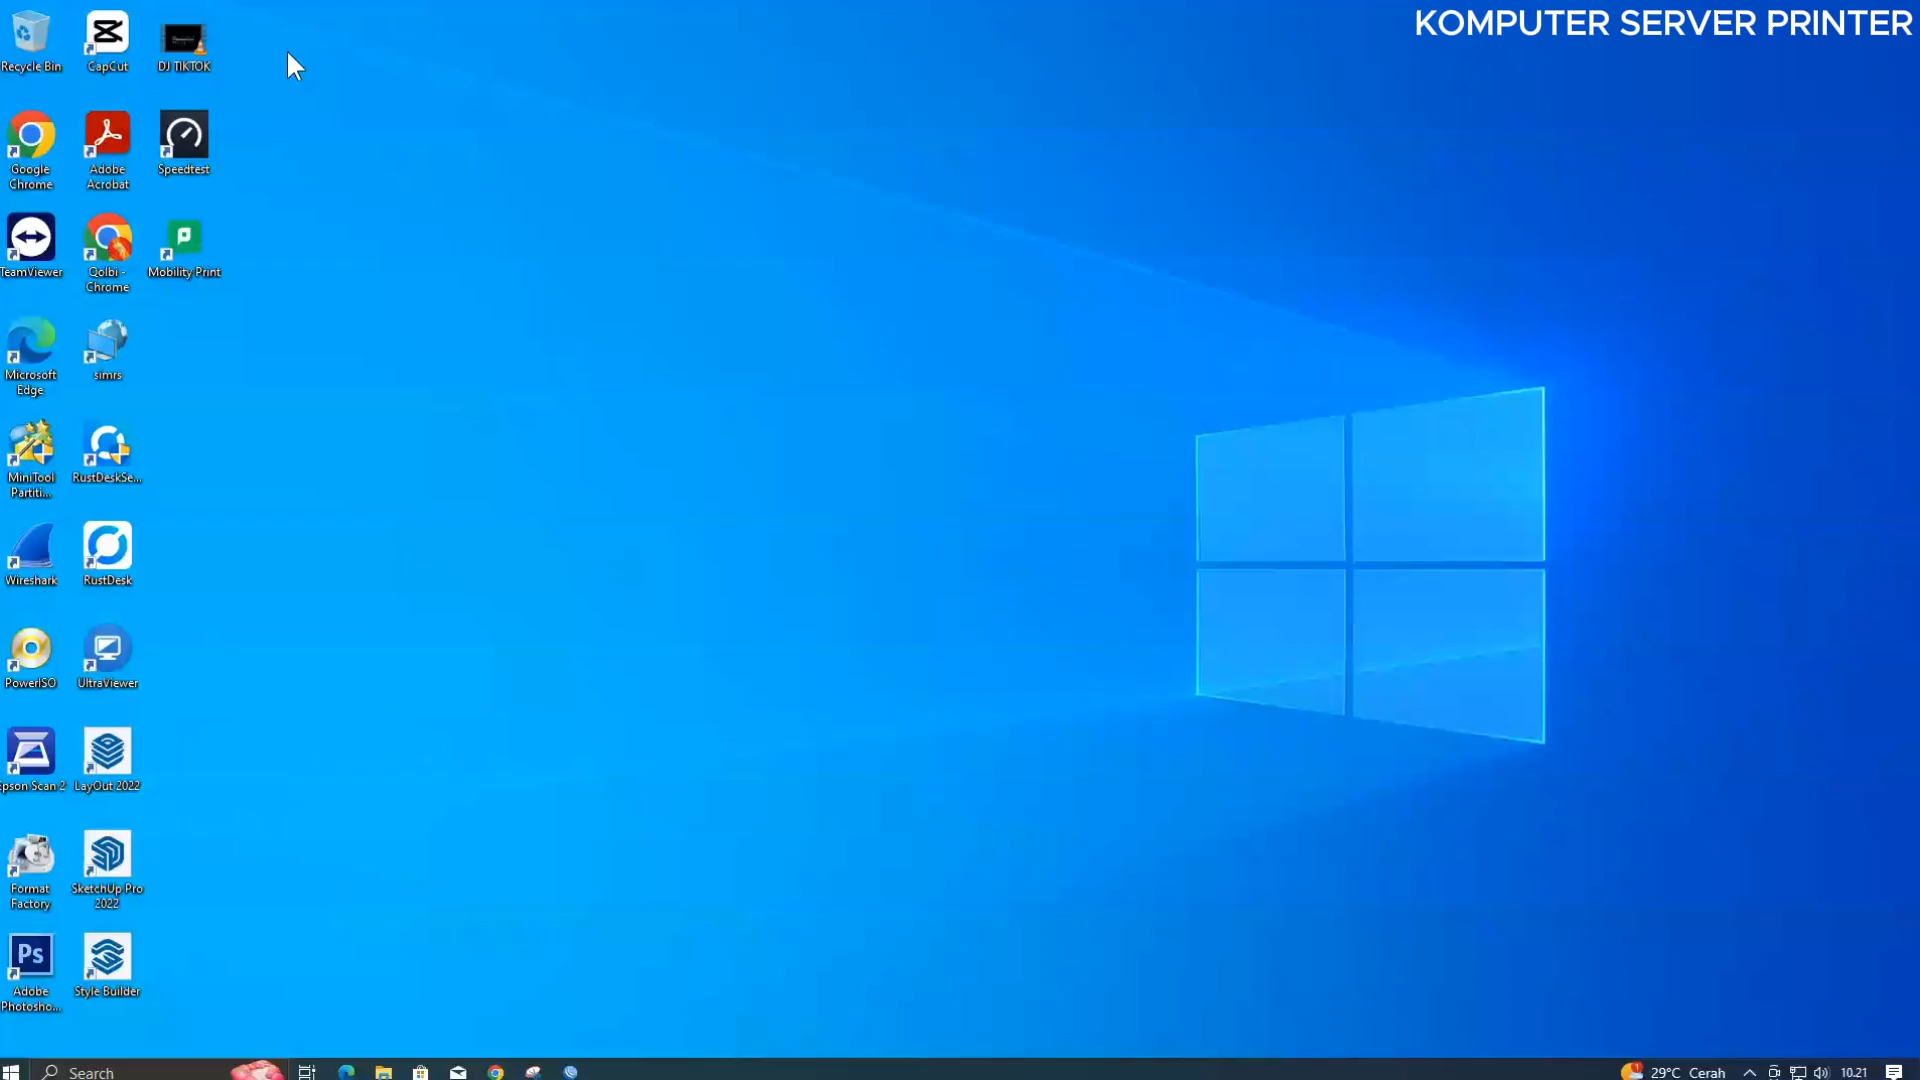 KOMPUTER SERVER PRINTER
Recycle Bin
CapCut
DJ TIKTOK
Google
Chrome
Adobe
Acrobat
Speedtest
TeamViewer
Qolbi -
Chrome
Mobility Print
Microsoft
Edge
simrs
MiniTool
Partiti...
RustDeskSe...
Wireshark
RustDesk
PowerISO
UltraViewer
Epson Scan 2
LayOut 2022
Format
Factory
SketchUp Pro
2022
Ps
Adobe
Photosho...
Style Builder
Search
29°C Cerah
10.21